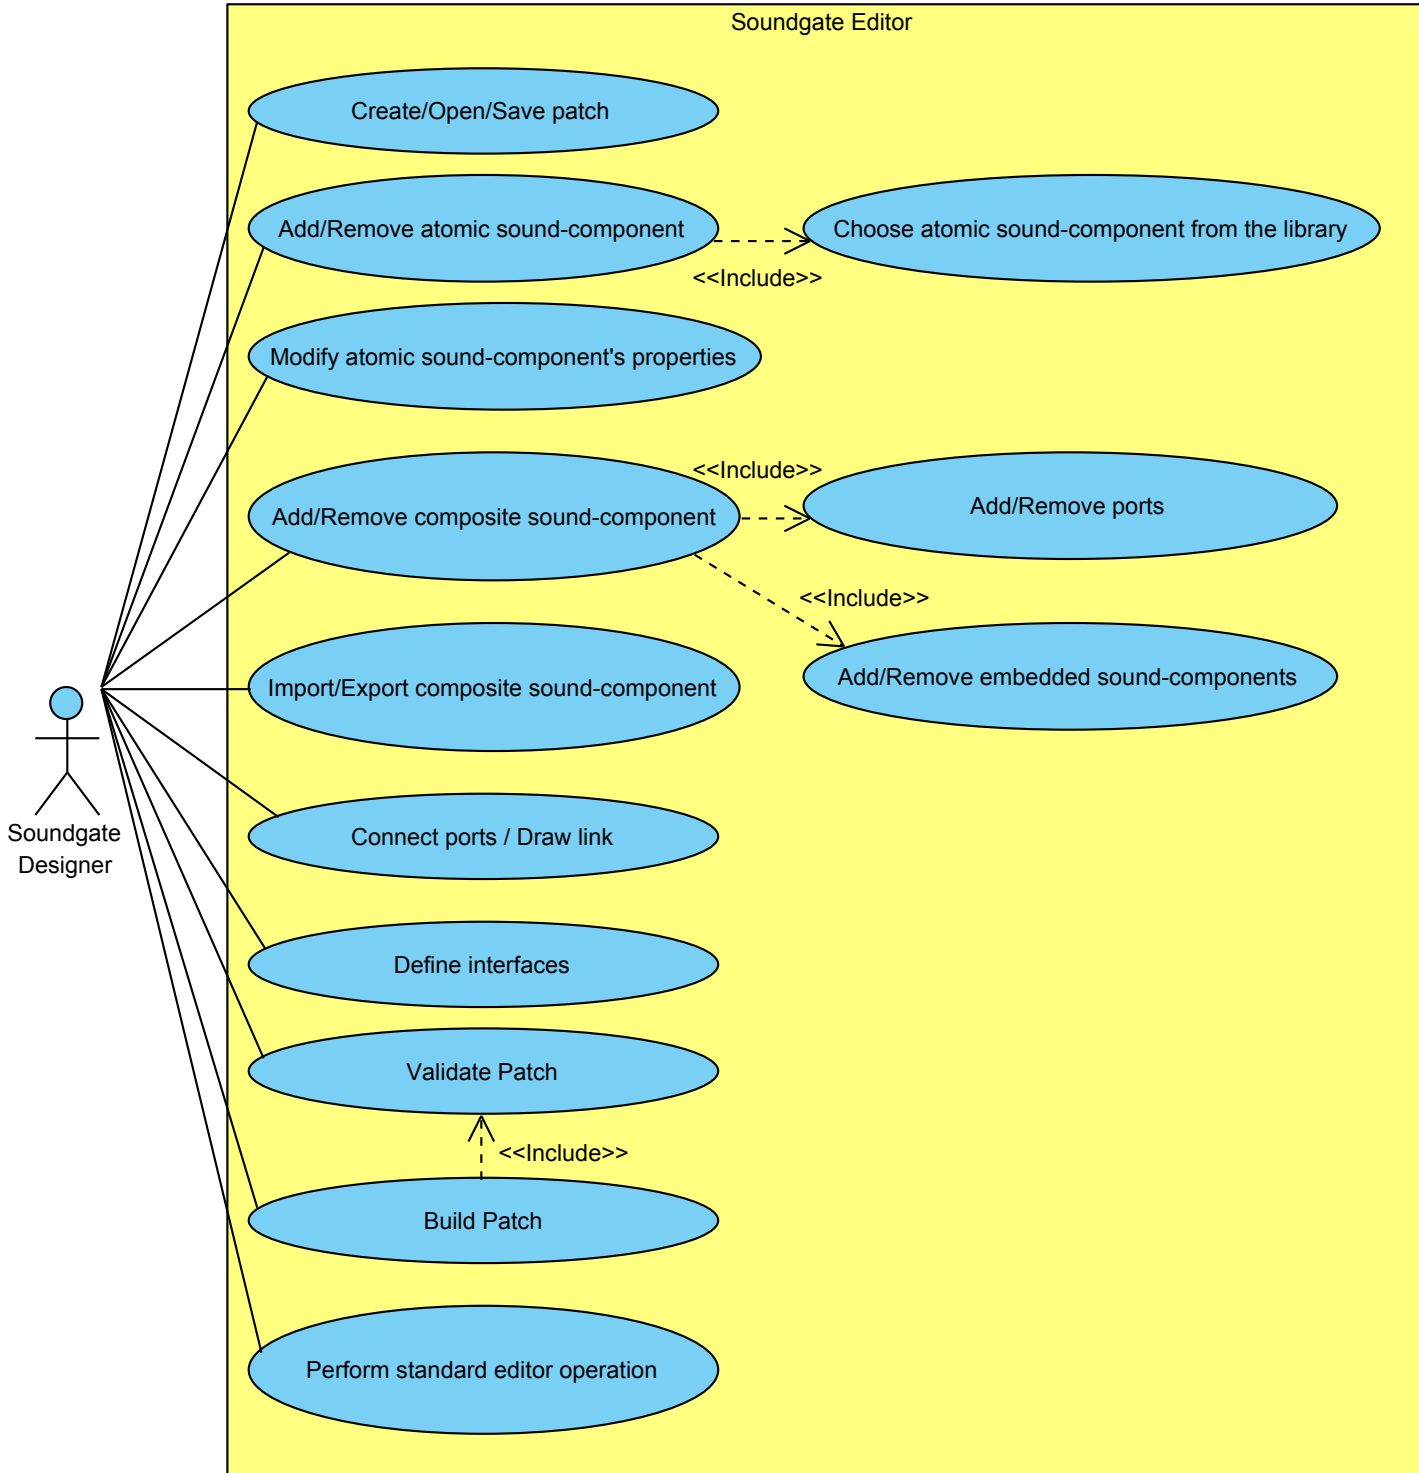 Soundgate Editor
Create/Open/Save patch
Add/Remove atomic sound-component
Choose atomic sound-component from the library
<<Include>>
Modify atomic sound-component's properties
<<Include>>
Add/Remove composite sound-component
Add/Remove ports
<<Include>>
Import/Export composite sound-component
Add/Remove embedded sound-components
Soundgate
Designer
Connect ports / Draw link
Define interfaces
Validate Patch
<<Include>>
Build Patch
Perform standard editor operation